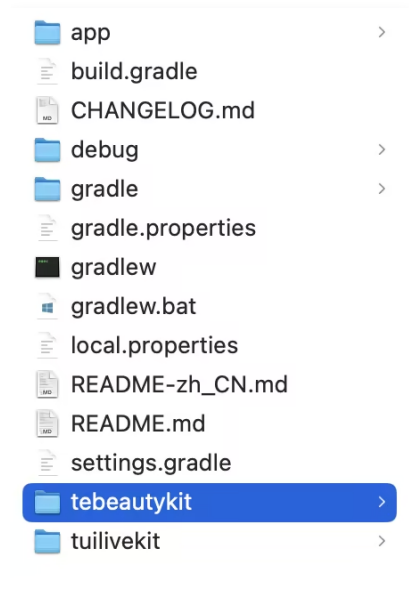 app
build.gradle
CHANGELOG.md
debug
gradle
gradle.properties
gradlew
gradlew.bat
local.properties
README-zh_CN.md
README.md
settings.gradle
tebeautykit
tuilivekit